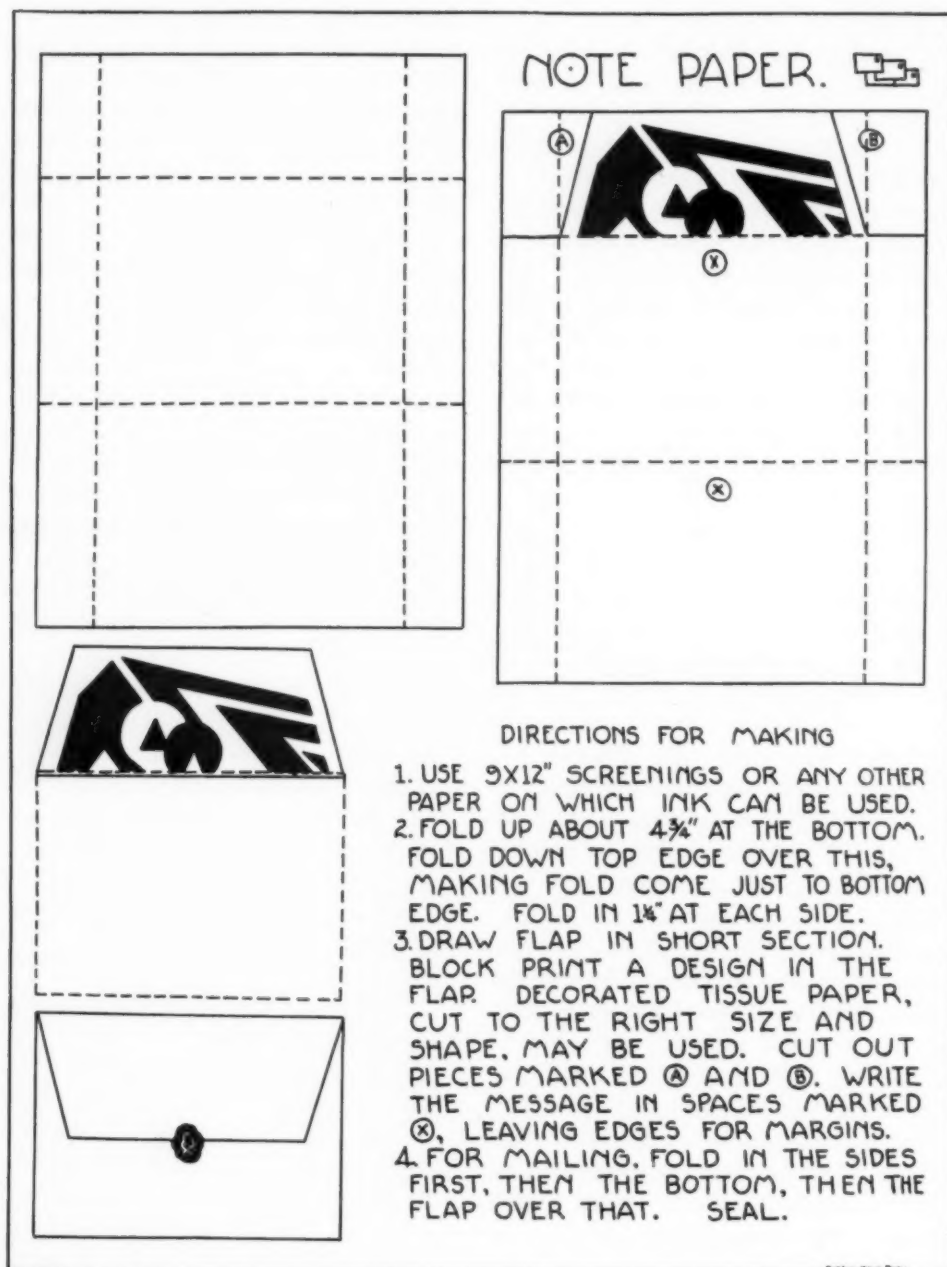 NOTE PAPER.
A
B
X
X
DIRECTIONS FOR MAKING
1. USE 9X12" SCREENINGS OR ANY OTHER
PAPER ON WHICH INK CAN BE USED.
2. FOLD UP ABOUT 4¾" AT THE BOTTOM.
FOLD DOWN TOP EDGE OVER THIS,
MAKING FOLD COME JUST TO BOTTOM
EDGE. FOLD IN 1¼" AT EACH SIDE.
3. DRAW FLAP IN SHORT SECTION.
BLOCK PRINT A DESIGN IN THE
FLAP. DECORATED TISSUE PAPER,
CUT TO THE RIGHT SIZE AND
SHAPE, MAY BE USED. CUT OUT
PIECES MARKED Ⓐ AND Ⓑ. WRITE
THE MESSAGE IN SPACES MARKED
Ⓧ, LEAVING EDGES FOR MARGINS.
4. FOR MAILING, FOLD IN THE SIDES
FIRST, THEN THE BOTTOM, THEN THE
FLAP OVER THAT. SEAL.